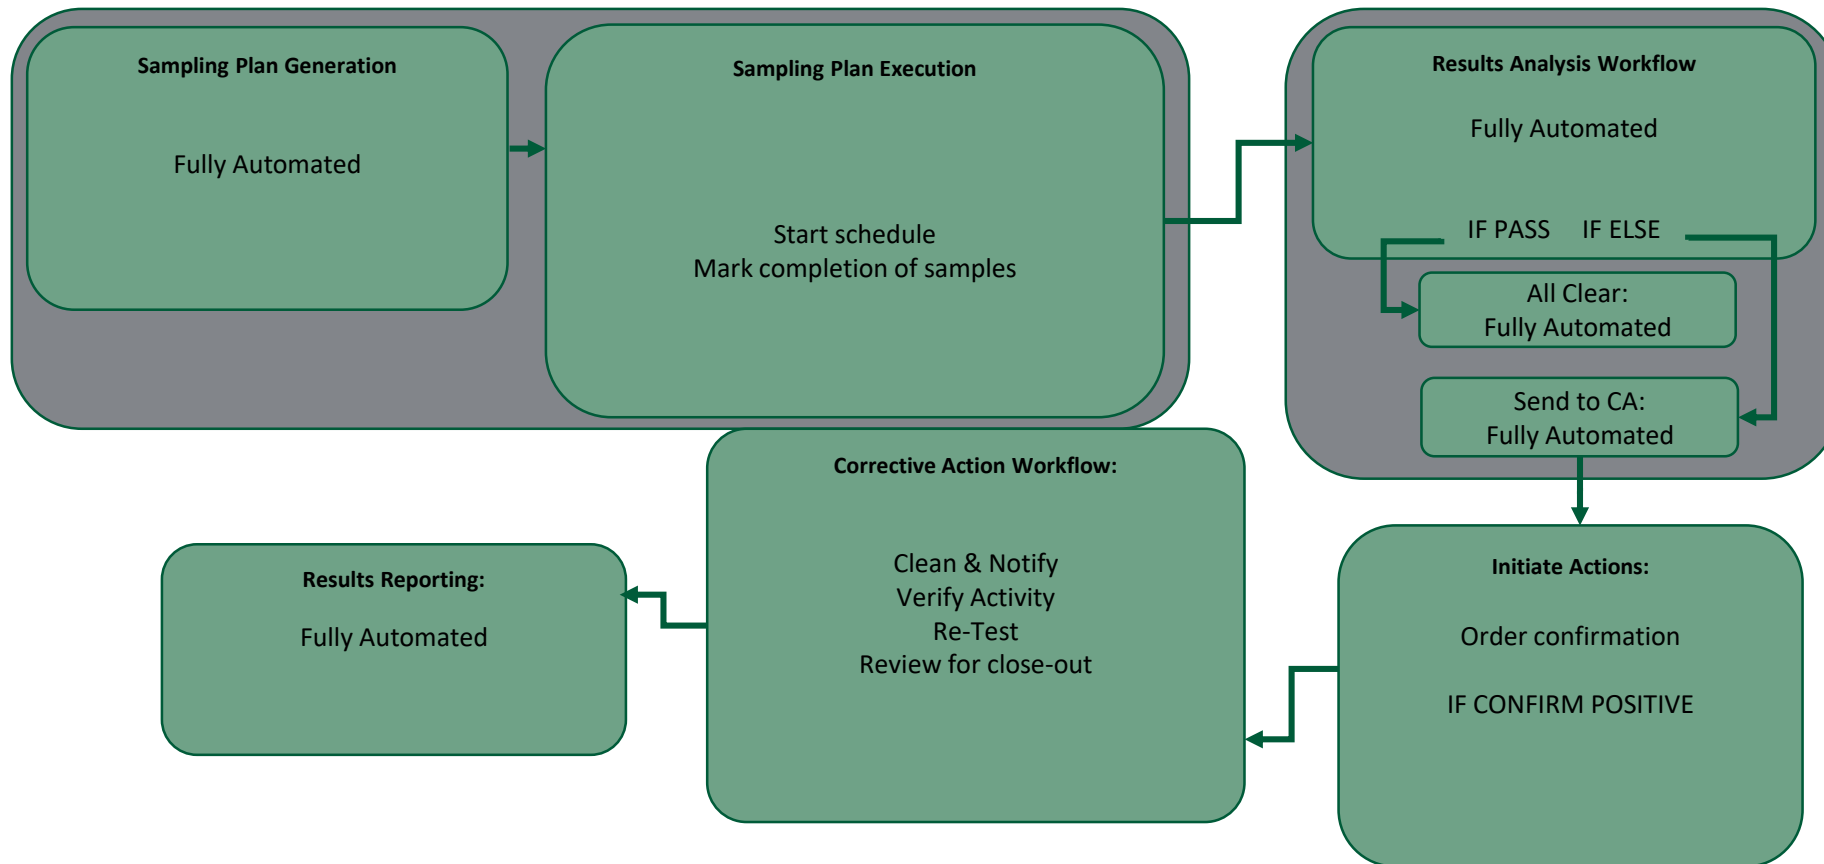 Sampling Plan Generation
Fully Automated
Sampling Plan Execution
Start schedule
Mark completion of samples
Results Analysis Workflow
Fully Automated
IF PASS IF ELSE
All Clear:
Fully Automated
Send to CA:
Fully Automated
Initiate Actions:
Order confirmation
IF CONFIRM POSITIVE
Corrective Action Workflow:
Clean & Notify
Verify Activity
Re-Test
Review for close-out
Results Reporting:
Fully Automated